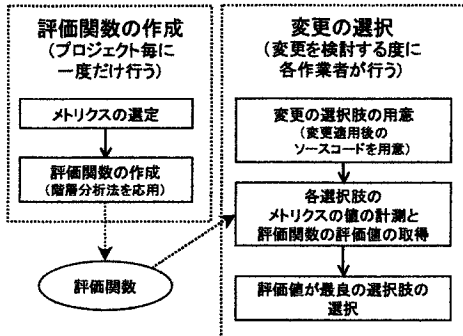 評価関数の作成
(プロジェクト毎に
一度だけ行う)
メトリクスの選定
評価関数の作成
(階層分析法を応用)
評価関数
変更の選択
(変更を検討する度に
各作業者が行う)
変更の選択肢の用意
(変更適用後の
ソースコードを用意)
各選択肢の
メトリクスの値の計測と
評価関数の評価値の取得
評価値が最良の選択肢の
選択